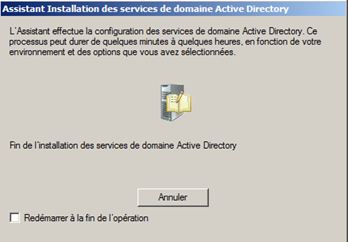 Assistant Installation des services de domaine Active Directory
L'Assistant effectue la configuration des services de domaine Active Directory. Ce
processus peut durer de quelques minutes à quelques heures, en fonction de votre
environnement et des options que vous avez sélectionnées.
Fin de l'installation des services de domaine Active Directory
Annuler
Redémarrer à la fin de l'opération